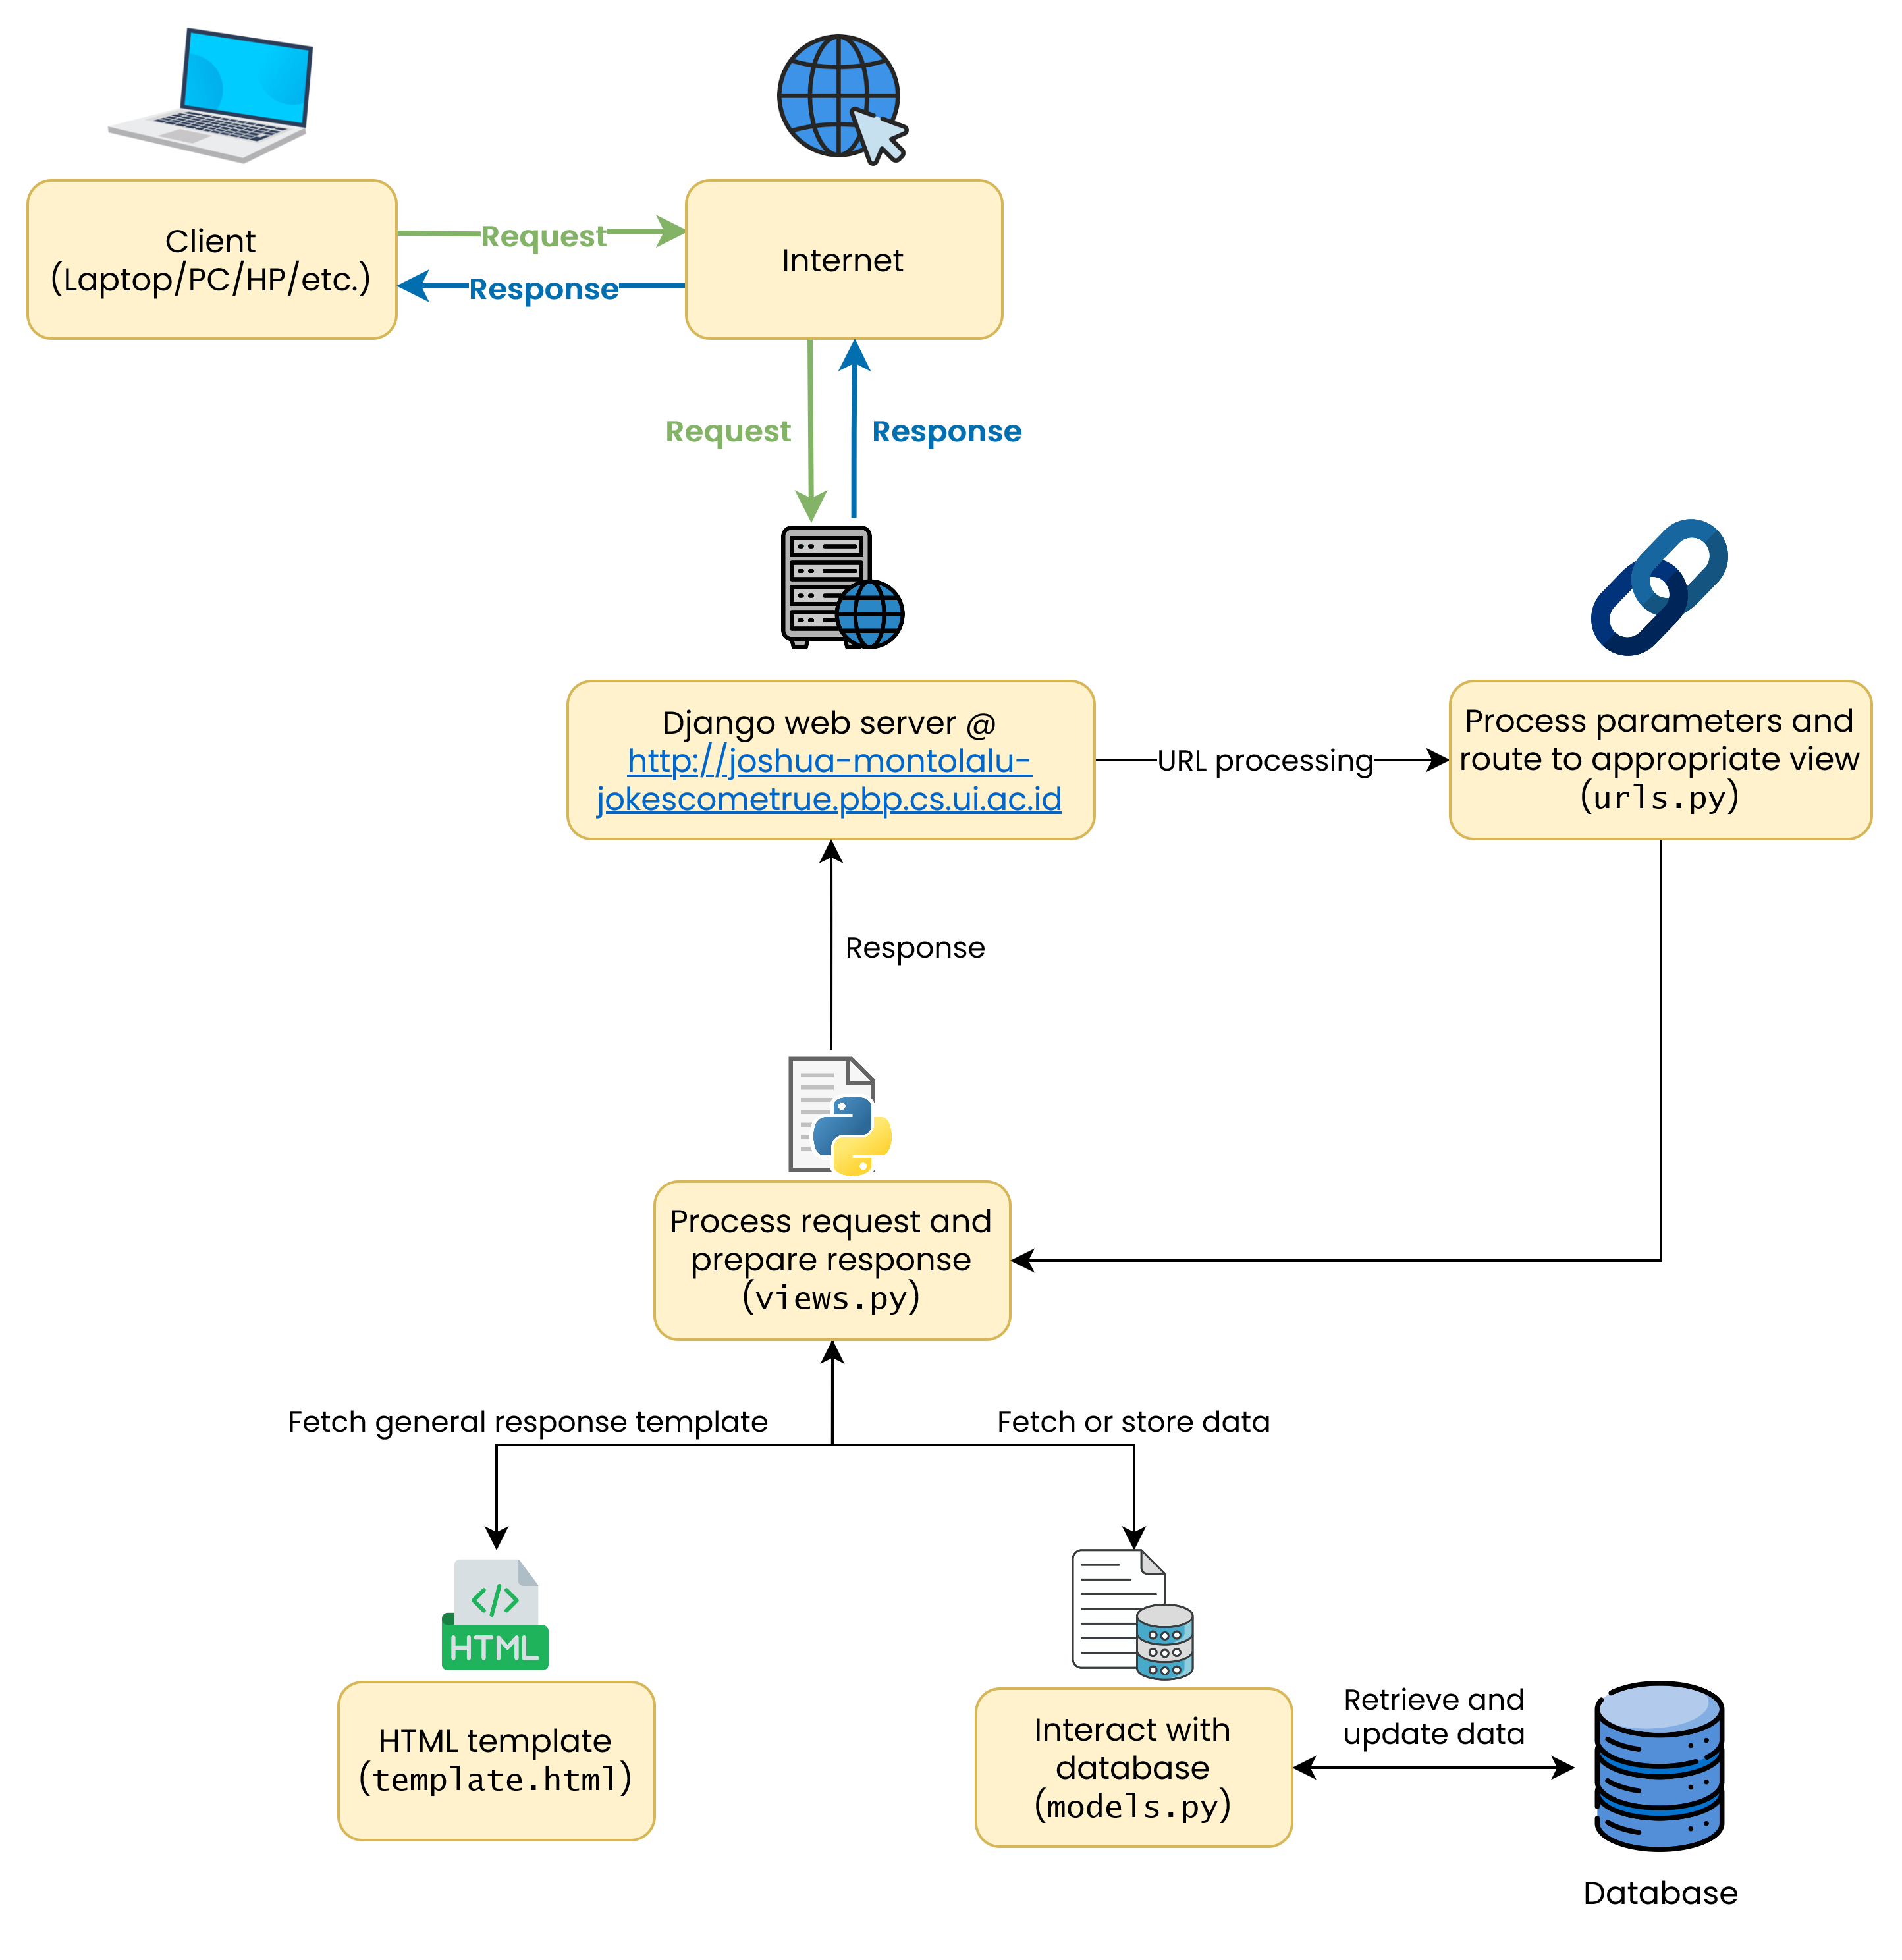 Client
(Laptop/PC/HP/etc.)
Request
Response
Internet
Request
Response
Django web server @
http://joshua-montolalu-
jokescometrue.pbp.cs.ui.ac.id
URL processing
Process parameters and
route to appropriate view
(urls.py)
Response
Process request and
prepare response
(views.py)
Fetch general response template
Fetch or store data
</>
HTML
HTML template
(template.html)
Interact with
database
(models.py)
Retrieve and
update data
Database